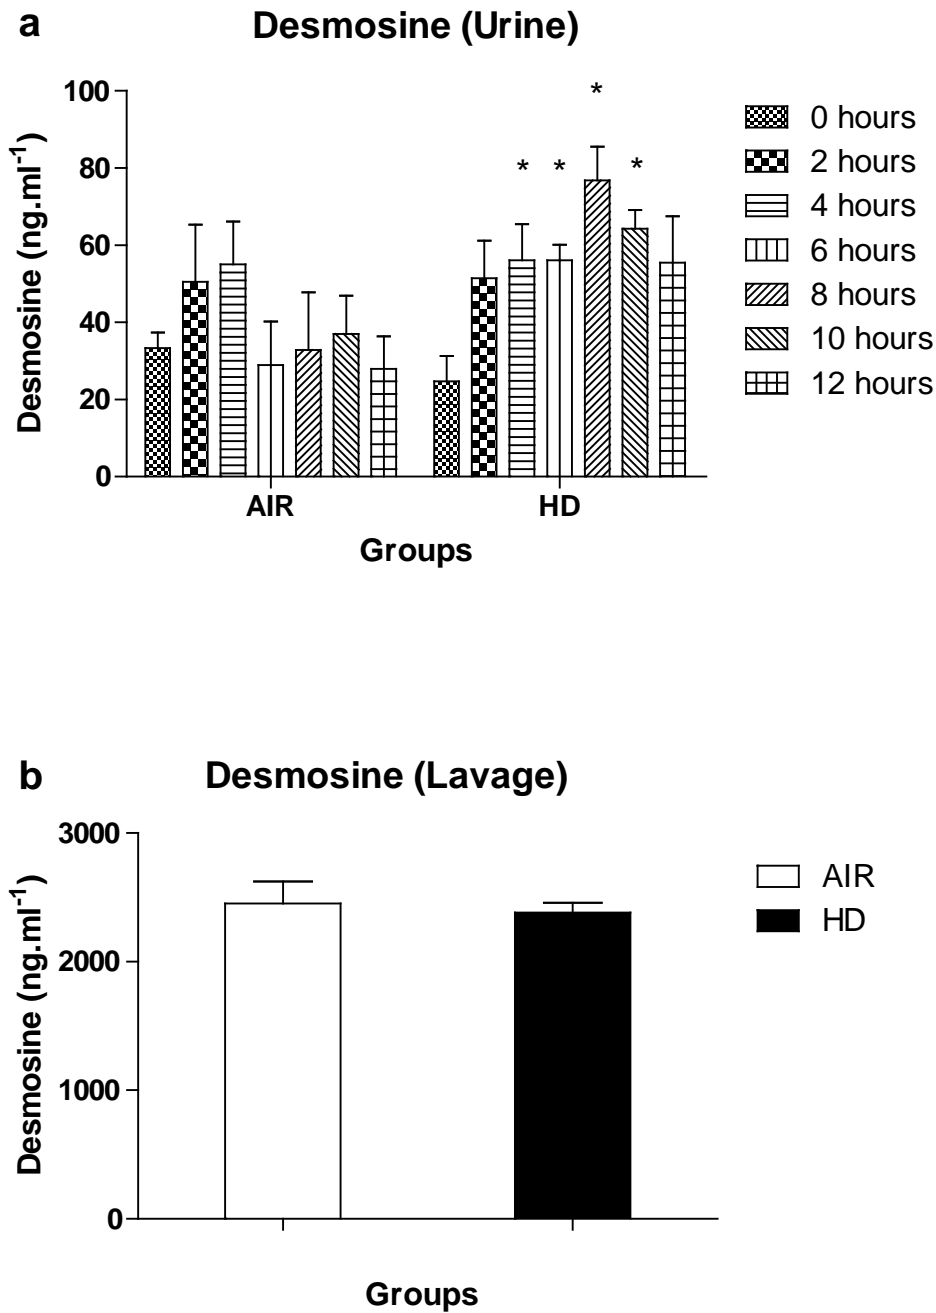 a
Desmosine (Urine)
Desmosine (ng.ml⁻¹)
100
80
60
40
20
0
* * * *
AIR HD
Groups
0 hours
2 hours
4 hours
6 hours
8 hours
10 hours
12 hours
b
Desmosine (Lavage)
Desmosine (ng.ml⁻¹)
3000
2000
1000
0
Groups
AIR
HD